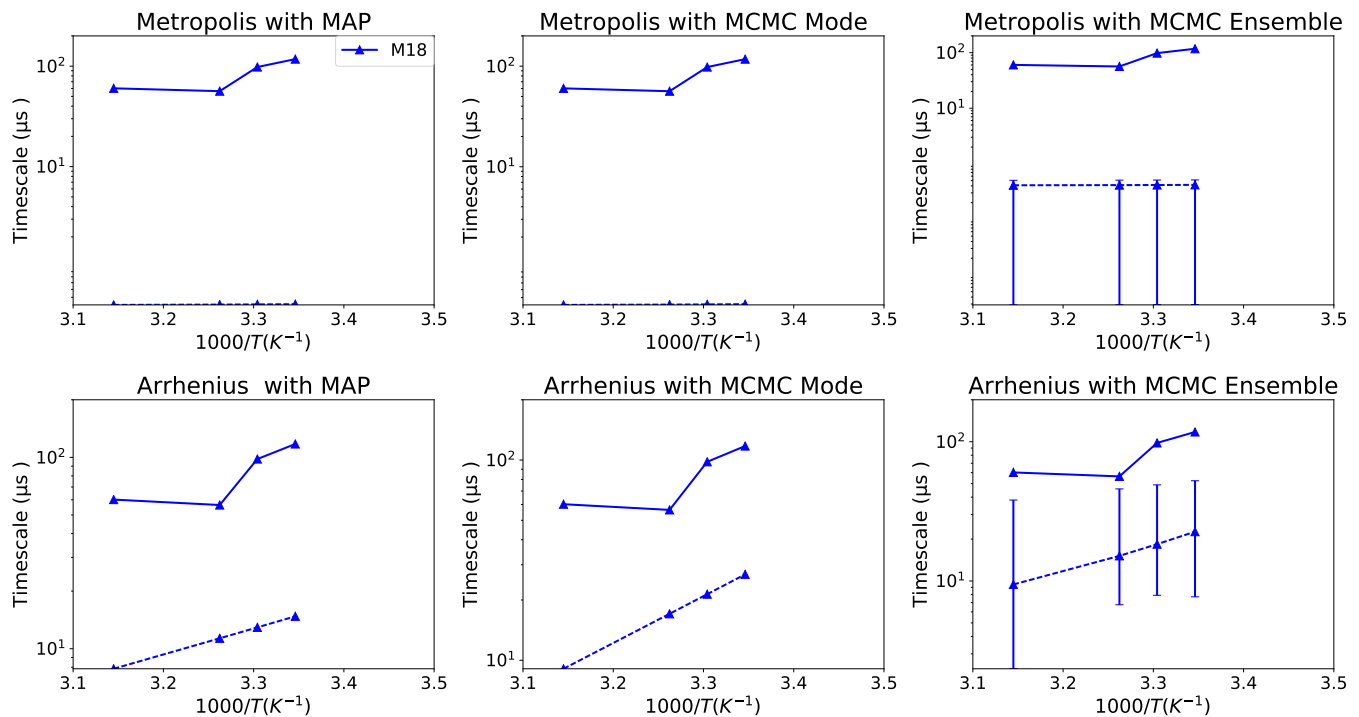 Metropolis with MAP
Metropolis with MCMC Mode
Metropolis with MCMC Ensemble
M18
Timescale (μs )
10²
10¹
3.1 3.2 3.3 3.4 3.5
1000/T(K⁻¹)
Timescale (μs )
10²
10¹
3.1 3.2 3.3 3.4 3.5
1000/T(K⁻¹)
Timescale (μs )
10²
10¹
3.1 3.2 3.3 3.4 3.5
1000/T(K⁻¹)
Arrhenius  with MAP
Arrhenius with MCMC Mode
Arrhenius with MCMC Ensemble
Timescale (μs )
10²
10¹
3.1 3.2 3.3 3.4 3.5
1000/T(K⁻¹)
Timescale (μs )
10²
10¹
3.1 3.2 3.3 3.4 3.5
1000/T(K⁻¹)
Timescale (μs )
10²
10¹
3.1 3.2 3.3 3.4 3.5
1000/T(K⁻¹)